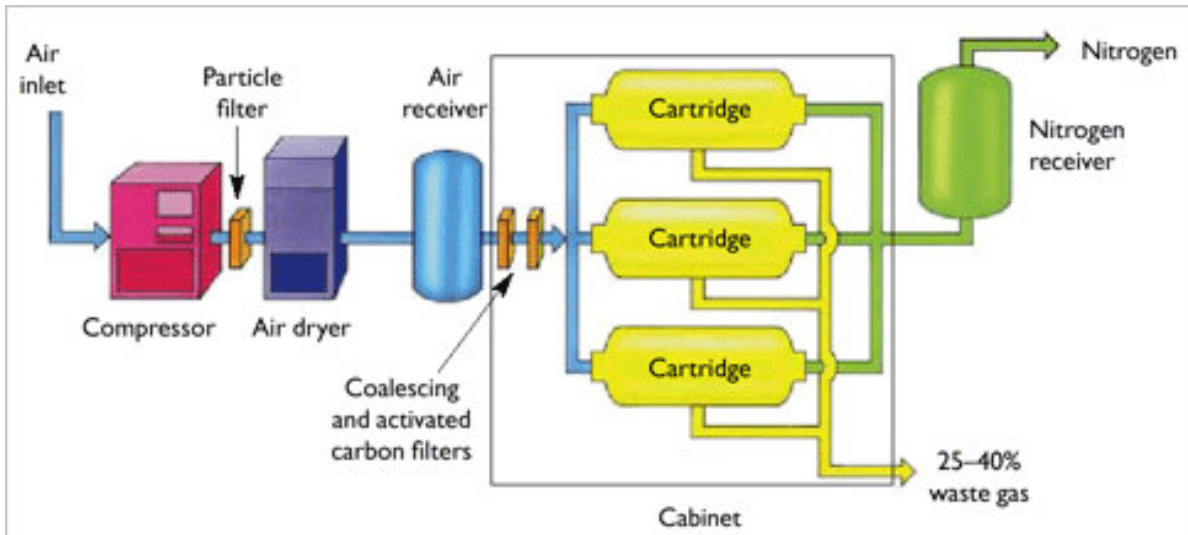 Air
inlet
Particle
filter
Air
receiver
Cartridge
Nitrogen
Nitrogen
receiver
Cartridge
Compressor
Air dryer
Cartridge
Coalescing
and activated
carbon filters
25–40%
waste gas
Cabinet